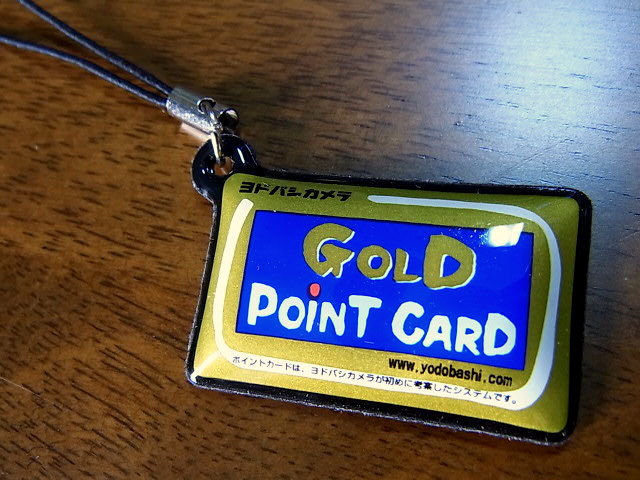 ヨドバシカメラ
GOLD
POiNT CARD
www.yodobashi.com
ポイントカードは、ヨドバシカメラが初めに考案したシステムです。